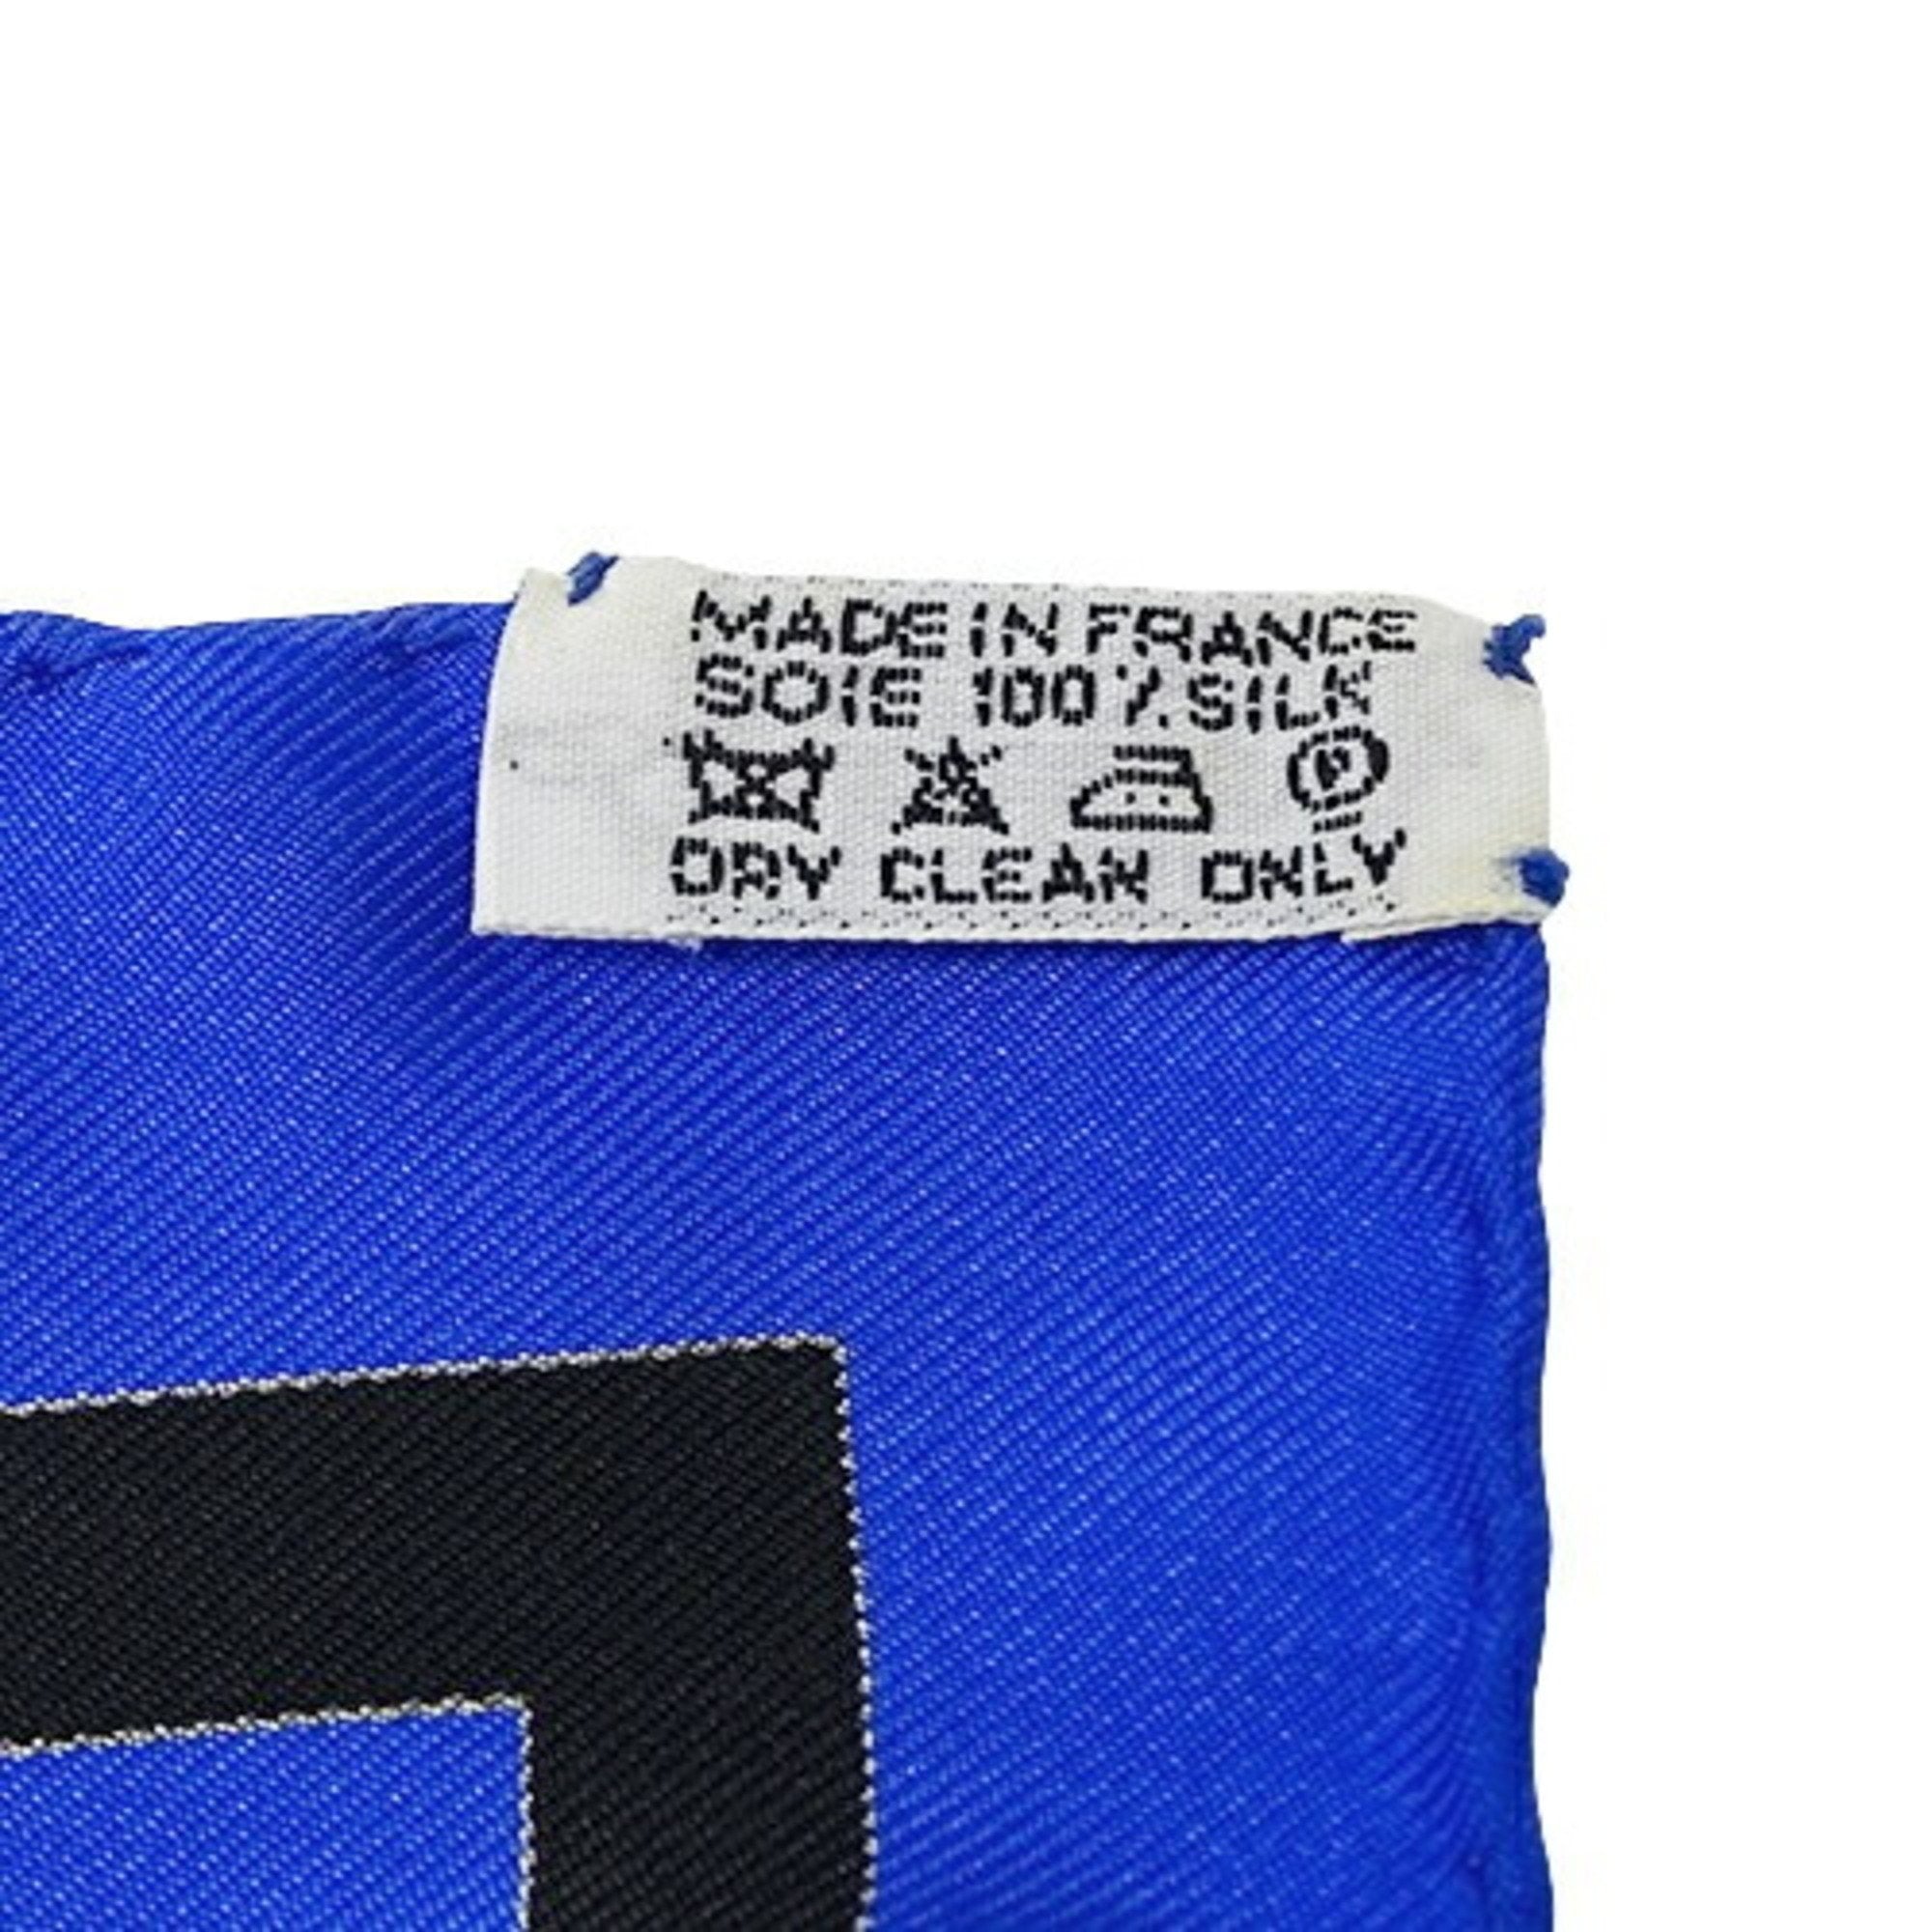 MADE IN FRANCE
SOIE 100% SILK
P
DRY CLEAN ONLY